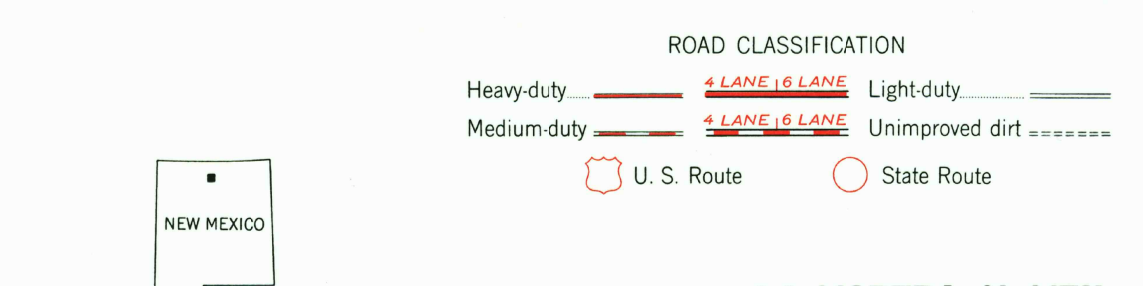 ROAD CLASSIFICATION
Heavy-duty 4 LANE 6 LANE Light-duty
Medium-duty 4 LANE 6 LANE Unimproved dirt
U. S. Route State Route
NEW MEXICO